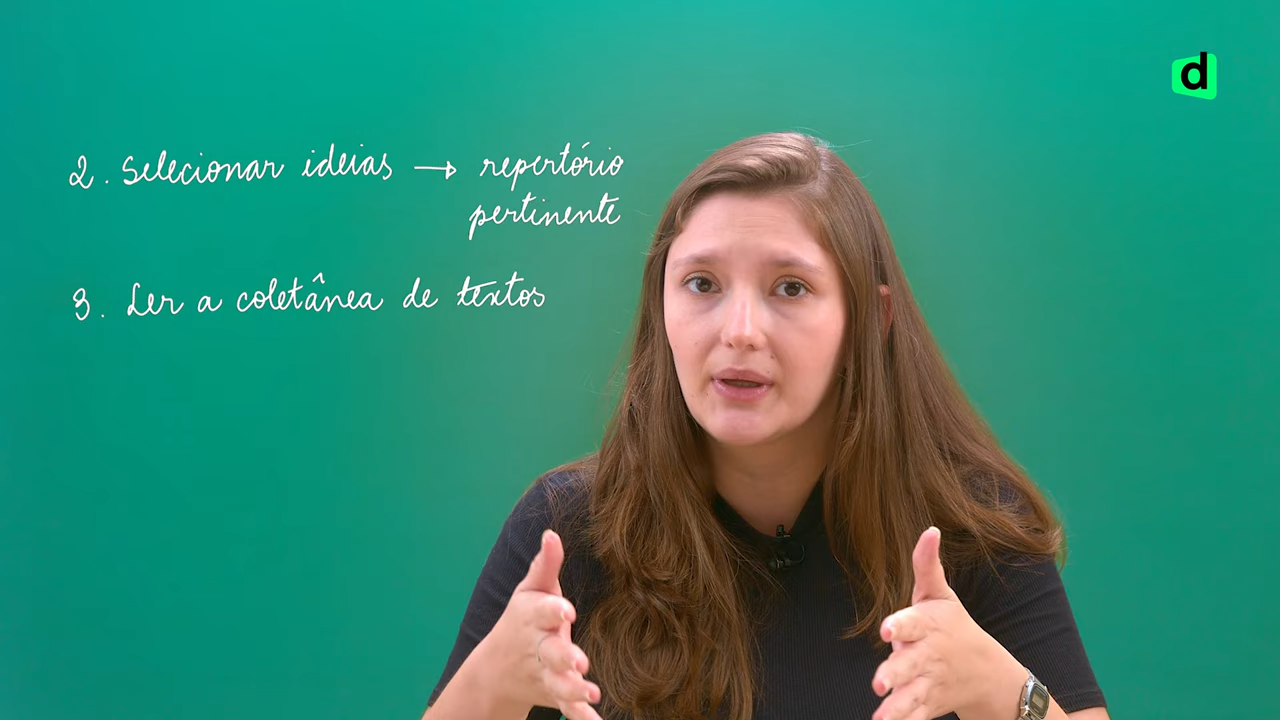 2. Selecionar ideias → repertório
pertinente
3. Ler a coletânea de textos
d